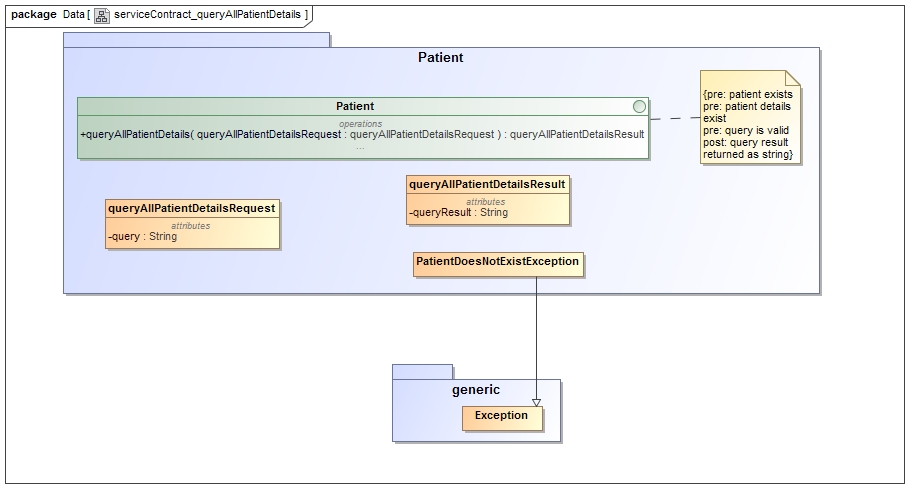 package Data[ serviceContract_queryAllPatientDetails ]
Patient
Patient
operations
+queryAllPatientDetails( queryAllPatientDetailsRequest : queryAllPatientDetailsRequest ) : queryAllPatientDetailsResult
...
{pre: patient exists
pre: patient details
exist
pre: query is valid
post: query result
returned as string}
queryAllPatientDetailsResult
attributes
-queryResult : String
queryAllPatientDetailsRequest
attributes
-query : String
PatientDoesNotExistException
generic
Exception